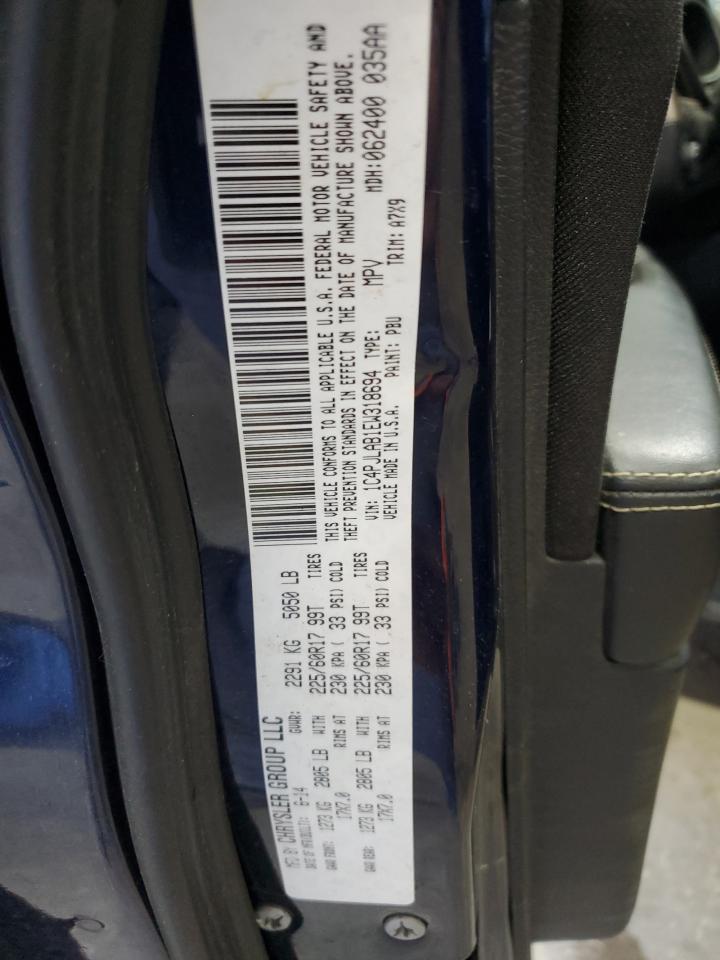 MFD BY: CHRYSLER GROUP LLC
DATE OF MFR(BUILT): 6-14 GVWR: 2291 KG 5050 LB
GAWR FRONT: 1273 KG 2805 LB WITH 225/60R17 99T TIRES
17X7.0 RIMS AT 230 KPA ( 33 PSI) COLD
GAWR REAR: 1273 KG 2805 LB WITH 225/60R17 99T TIRES
17X7.0 RIMS AT 230 KPA ( 33 PSI) COLD
THIS VEHICLE CONFORMS TO ALL APPLICABLE U.S.A. FEDERAL MOTOR VEHICLE SAFETY AND
THEFT PREVENTION STANDARDS IN EFFECT ON THE DATE OF MANUFACTURE SHOWN ABOVE.
VIN: 1C4PJLAB1EW318694 TYPE: MPV MDH:062400 035AA
VEHICLE MADE IN U.S.A. PAINT: PBU TRIM: A7X9